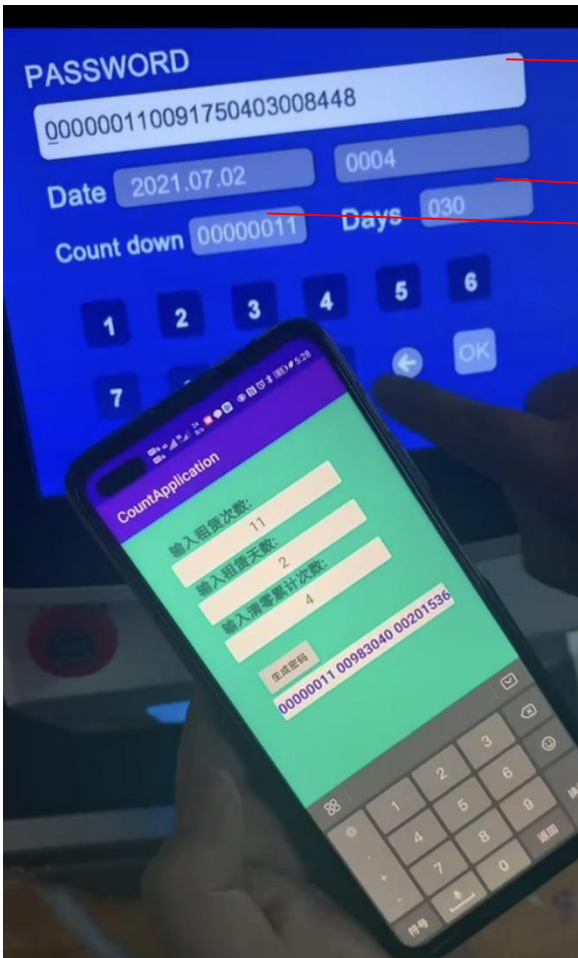 PASSWORD
000000110091750403008448
Date 2021.07.02 0004
Count down 00000011 Days 030
1 2 3 4 5 6
7 OK
5:28
CountApplication
输入租赁次数:
11
输入租赁天数:
2
输入清零累计次数:
4
生成密码
00000011 00983040 00201536
1 2 3
4 5 6
7 8 9
符号 0 返回